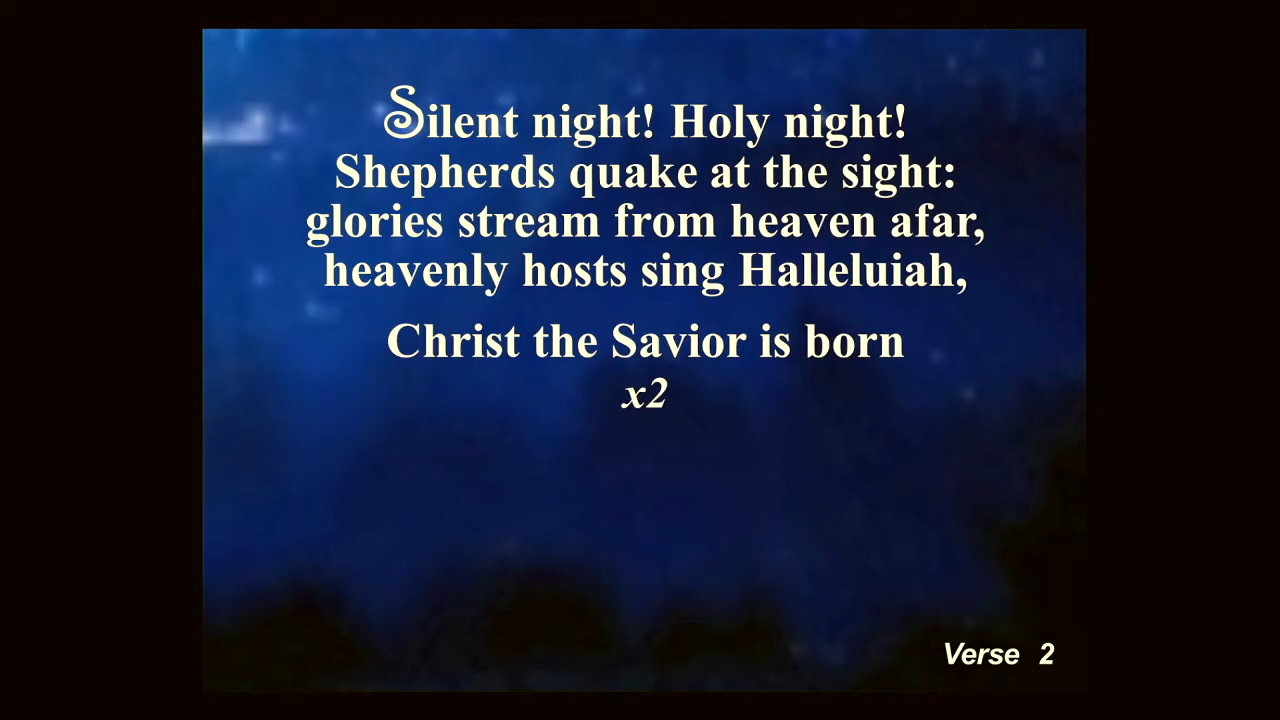 Silent night! Holy night!
Shepherds quake at the sight:
glories stream from heaven afar,
heavenly hosts sing Halleluiah,
Christ the Savior is born
x2
Verse 2